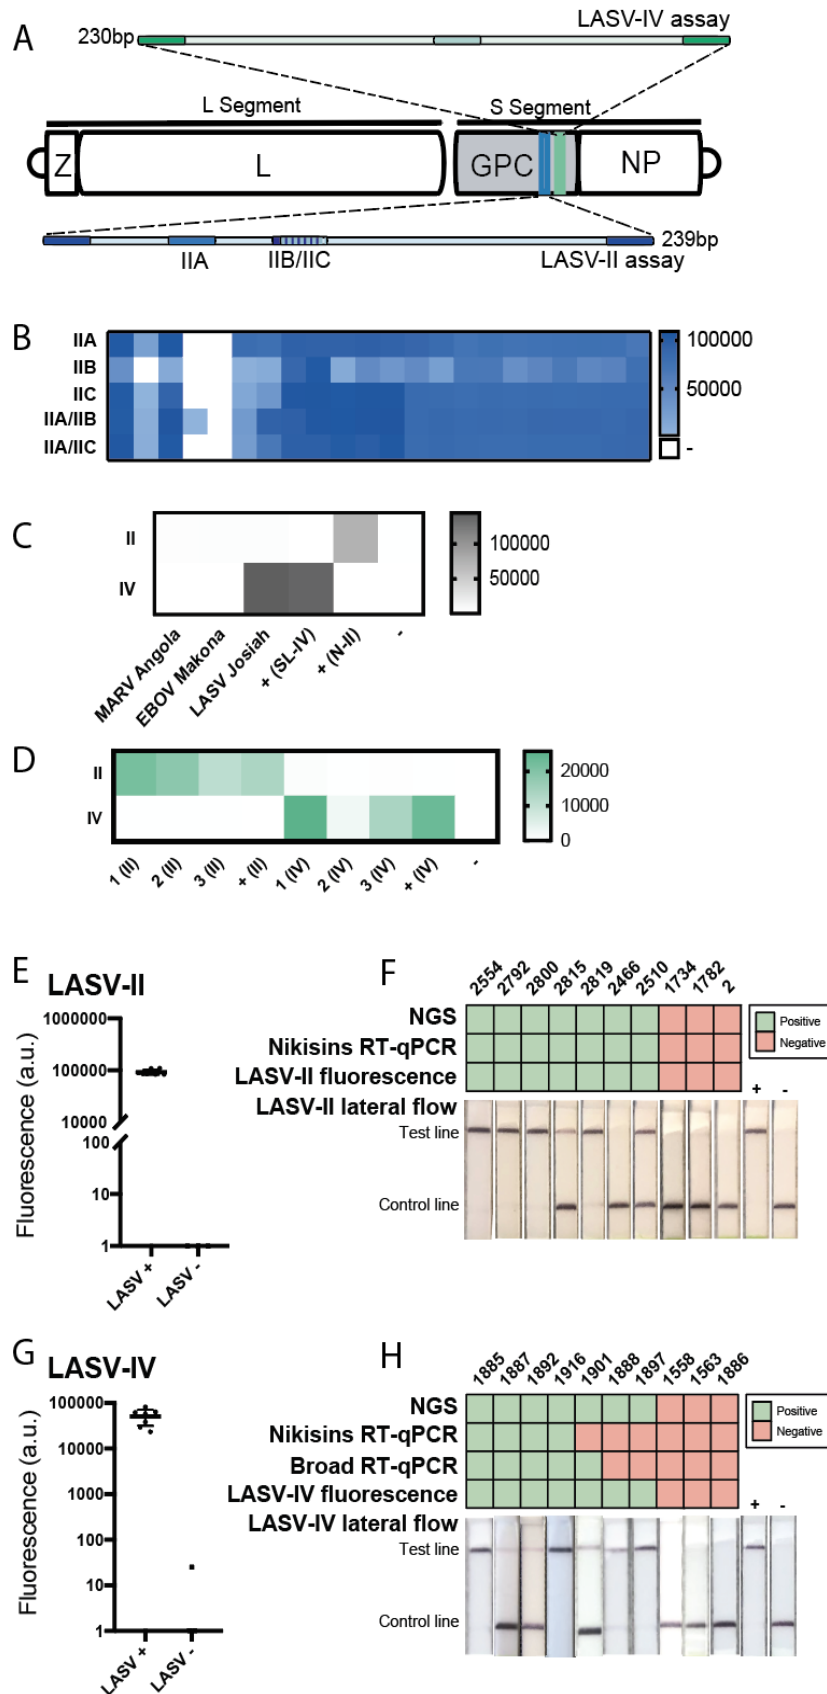 A
LASV-IV assay
230bp
L Segment
S Segment
Z
L
GPC
NP
239bp
IIA
IIB/IIC
LASV-II assay
B
IIA
IIB
IIC
IIA/IIB
IIA/IIC
100000
50000
-
C
II
IV
100000
50000
MARV Angola
EBOV Makona
LASV Josiah
+ (SL-IV)
+ (N-II)
-
D
II
IV
20000
10000
0
1 (II)
2 (II)
3 (II)
+ (II)
1 (IV)
2 (IV)
3 (IV)
+ (IV)
-
E
LASV-II
Fluorescence (a.u.)
1000000
100000
10000
100
10
1
LASV +
LASV -
F
2554
2792
2800
2815
2819
2466
2510
1734
1782
2
NGS
Nikisins RT-qPCR
LASV-II fluorescence
LASV-II lateral flow
Positive
Negative
+ -
Test line
Control line
G
LASV-IV
Fluorescence (a.u.)
100000
10000
1000
100
10
1
LASV +
LASV -
H
1885
1887
1892
1916
1901
1888
1897
1558
1563
1886
NGS
Nikisins RT-qPCR
Broad RT-qPCR
LASV-IV fluorescence
LASV-IV lateral flow
Positive
Negative
+ -
Test line
Control line